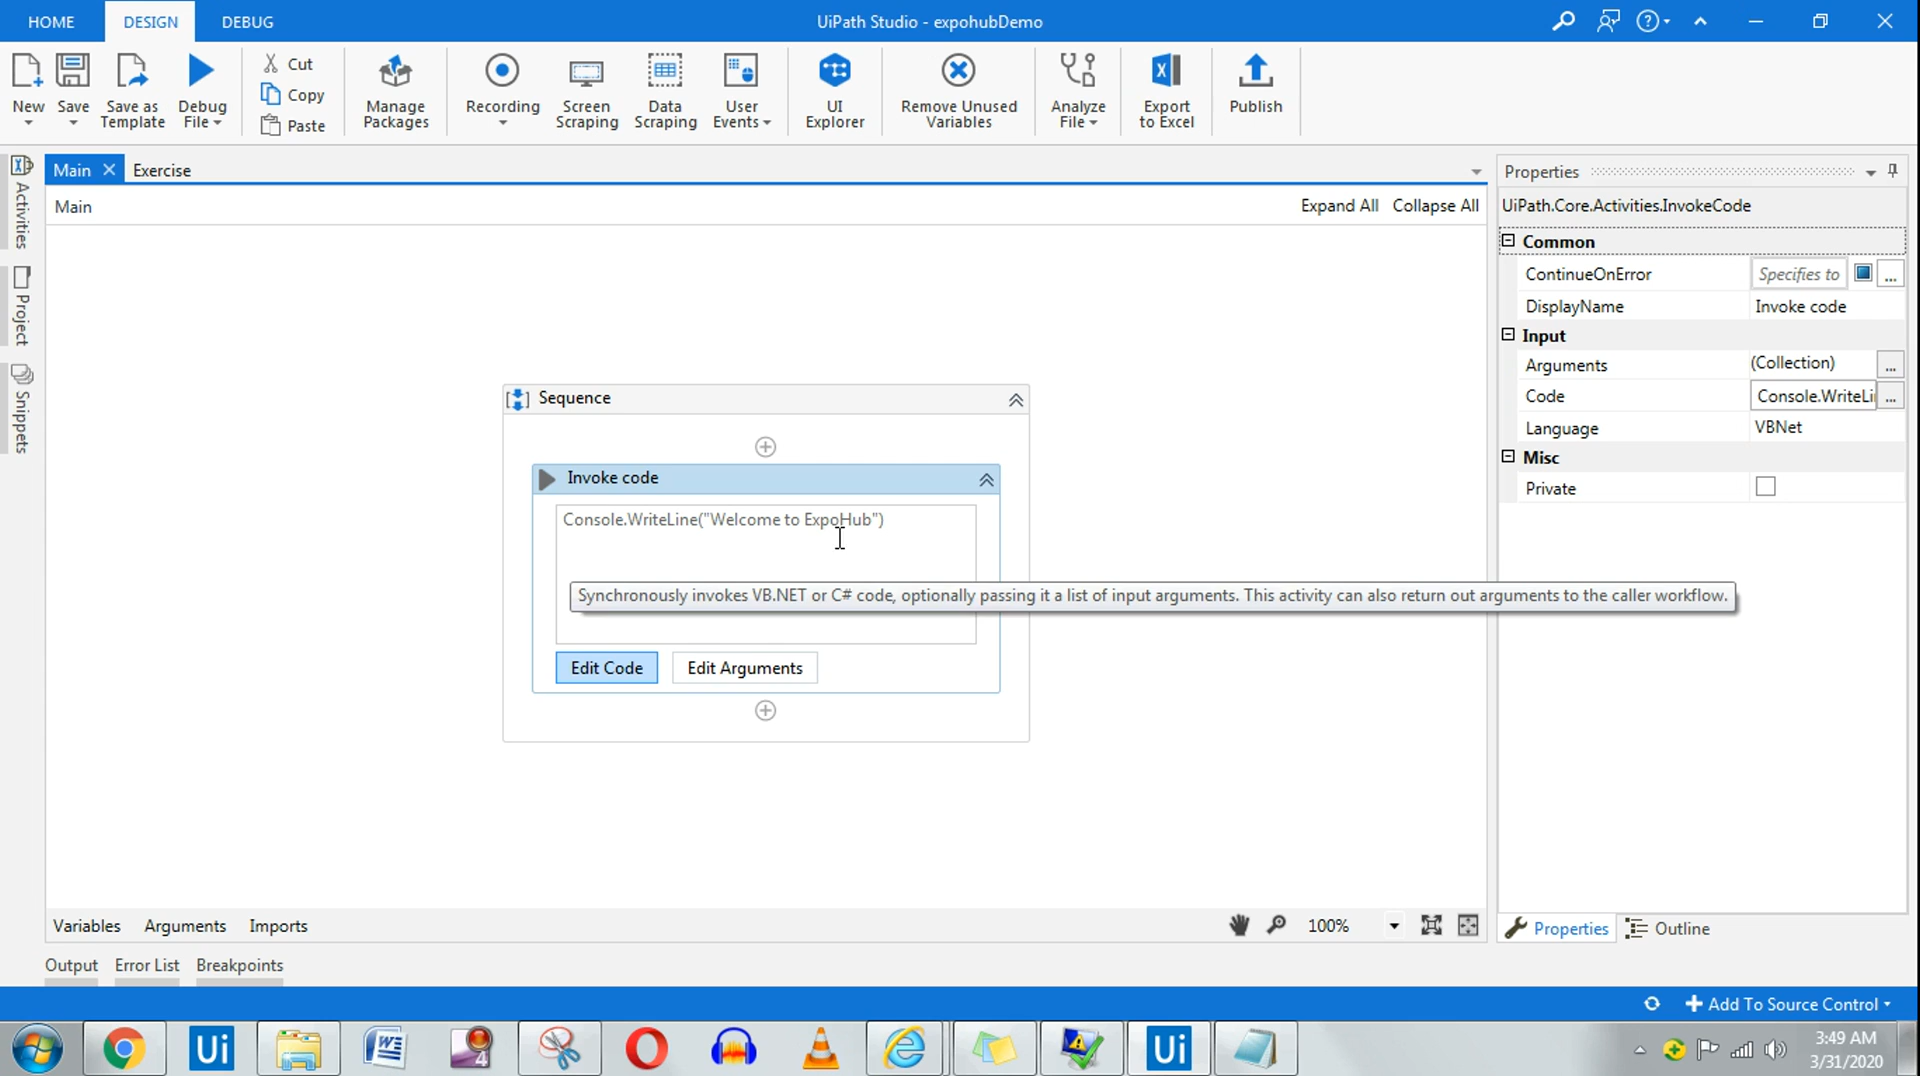 HOME DESIGN DEBUG UiPath Studio - expohubDemo
New Save Save as Template Debug File Cut Copy Paste Manage Packages Recording Screen Scraping Data Scraping User Events UI Explorer Remove Unused Variables Analyze File Export to Excel Publish
Activities
Project
Snippets
Main Exercise
Main Expand All Collapse All
Sequence
Invoke code
Console.WriteLine("Welcome to ExpoHub")
Synchronously invokes VB.NET or C# code, optionally passing it a list of input arguments. This activity can also return out arguments to the caller workflow.
Edit Code Edit Arguments
Properties
UiPath.Core.Activities.InvokeCode
Common
ContinueOnError Specifies to ...
DisplayName Invoke code
Input
Arguments (Collection) ...
Code Console.WriteLi ...
Language VBNet
Misc
Private
Variables Arguments Imports 100%
Properties Outline
Output Error List Breakpoints
Add To Source Control
Ui W 4 Ui
3:49 AM
3/31/2020